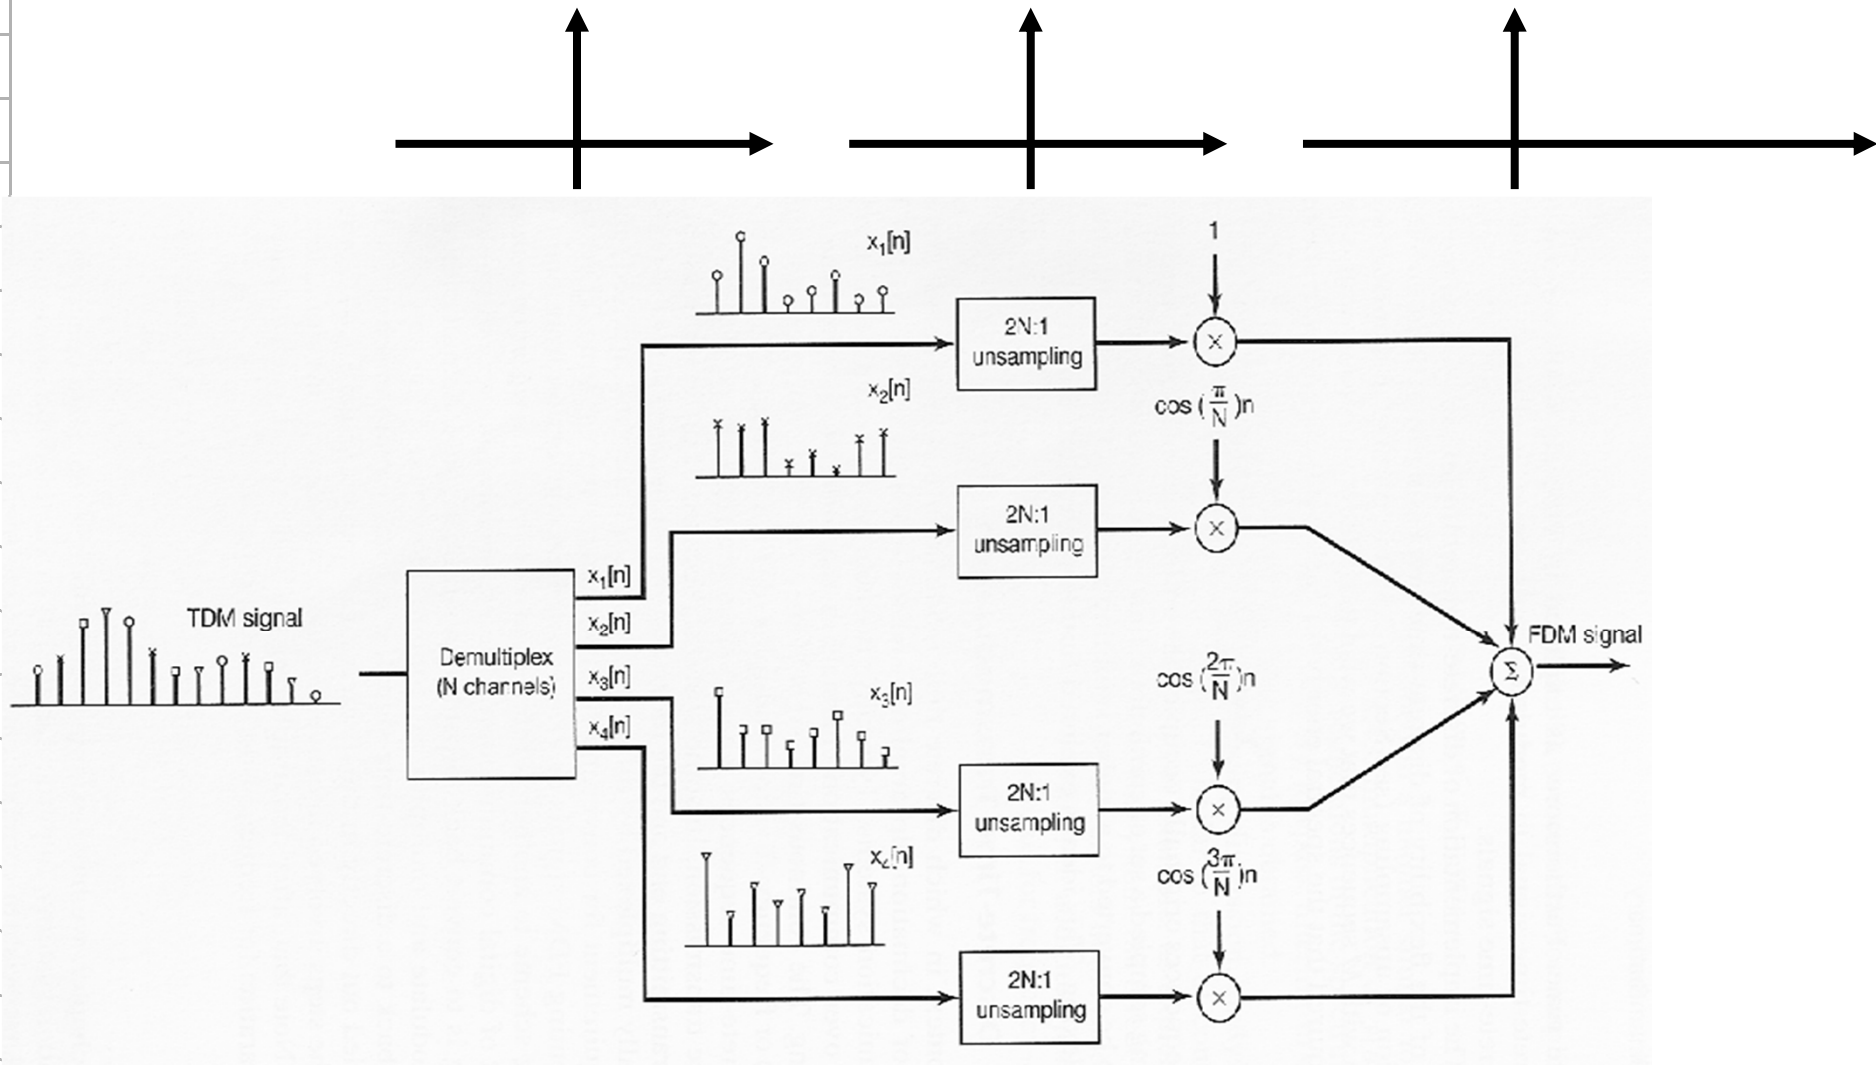 x₁[n]
1
2N:1
unsampling
×
x₂[n]
cos (π/N)n
2N:1
unsampling
×
TDM signal
Demultiplex
(N channels)
x₁[n]
x₂[n]
x₃[n]
x₄[n]
FDM signal
Σ
cos (2π/N)n
x₃[n]
2N:1
unsampling
×
cos (3π/N)n
x₄[n]
2N:1
unsampling
×